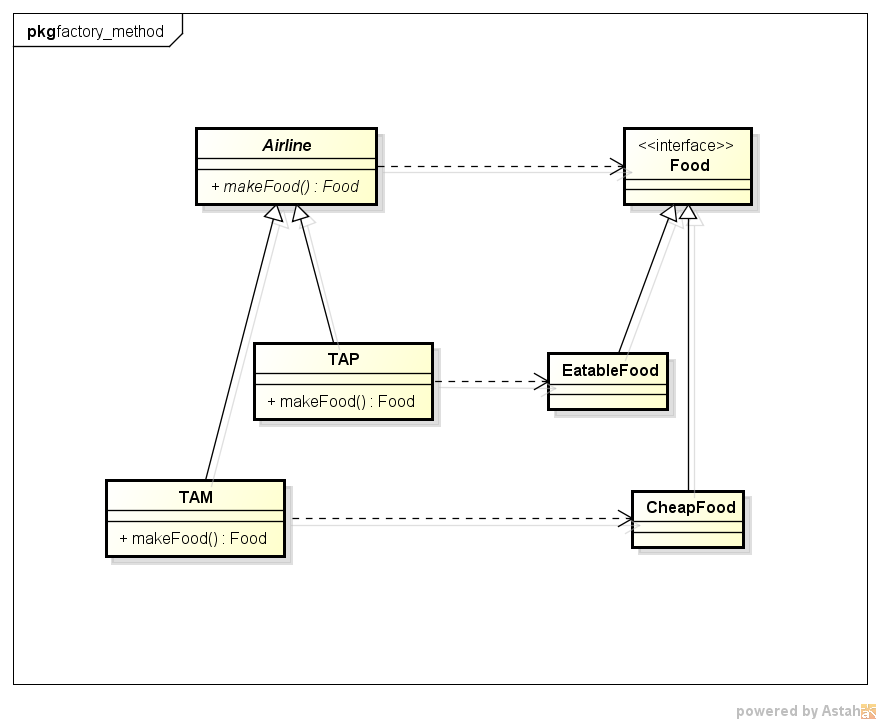 pkgfactory_method
Airline
+ makeFood() : Food
<<interface>>
Food
TAP
+ makeFood() : Food
EatableFood
TAM
+ makeFood() : Food
CheapFood
powered by Astah